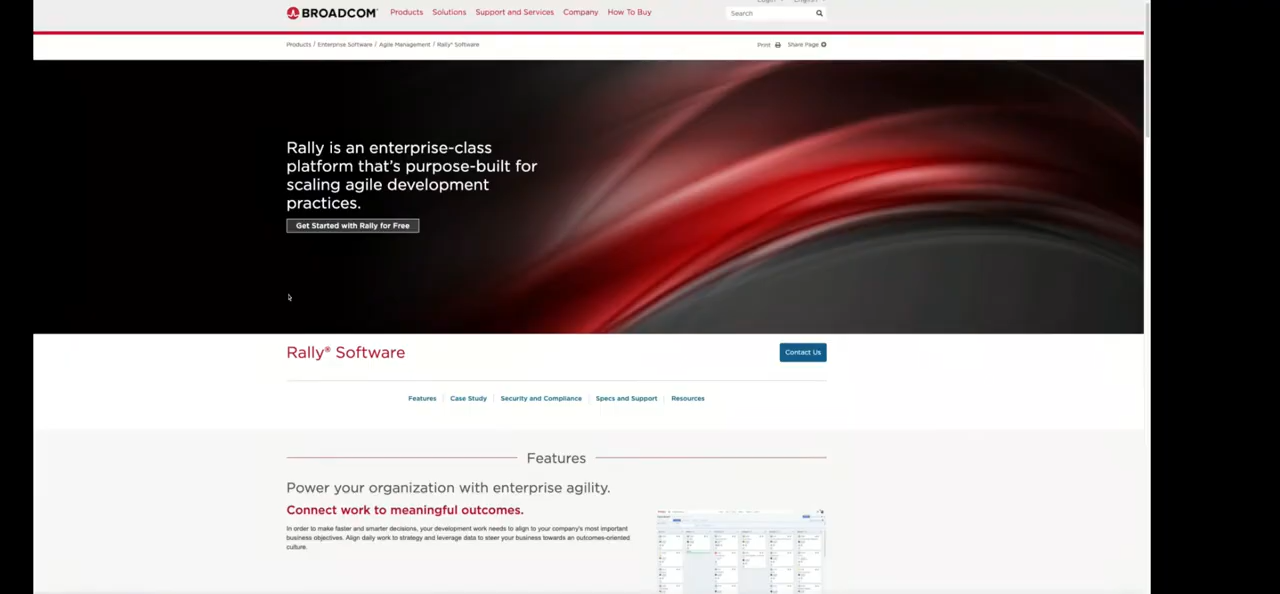 Login English
BROADCOM® Products Solutions Support and Services Company How To Buy Search
Products / Enterprise Software / Agile Management / Rally® Software Print Share Page
Rally is an enterprise-class
platform that's purpose-built for
scaling agile development
practices.
Get Started with Rally for Free
Rally® Software Contact Us
Features Case Study Security and Compliance Specs and Support Resources
Features
Power your organization with enterprise agility.
Connect work to meaningful outcomes.
In order to make faster and smarter decisions, your development work needs to align to your company's most important
business objectives. Align daily work to strategy and leverage data to steer your business towards an outcomes-oriented
culture.